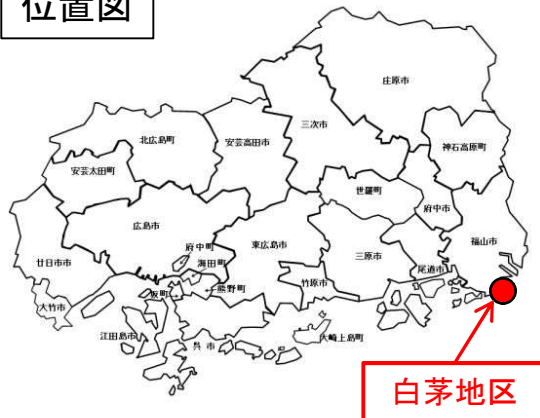 位置図
庄原市
三次市
北広島町
安芸高田市
神石高原町
安芸太田町
世羅町
府中市
広島市
福山市
府中町
東広島市
三原市
海田町
尾道市
廿日市市
竹原市
熊野町
坂町
大竹市
江田島市
呉市
大崎上島町
白茅地区